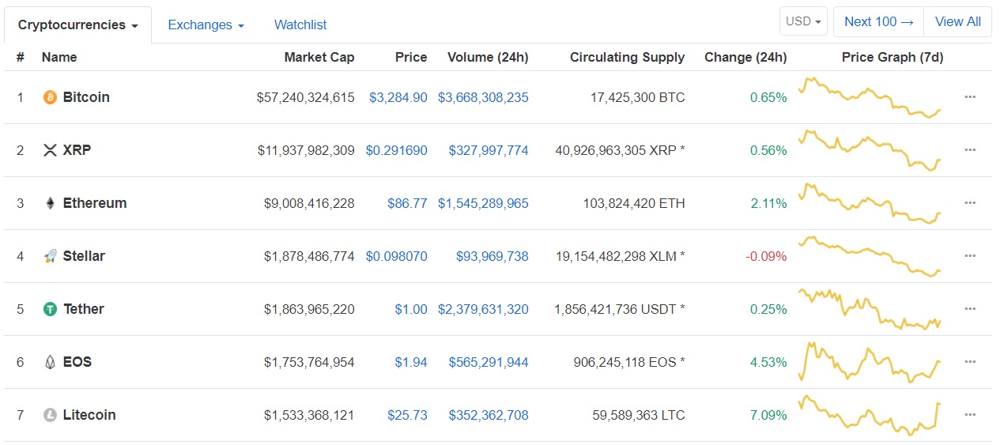 Cryptocurrencies Exchanges Watchlist USD Next 100 → View All
# Name Market Cap Price Volume (24h) Circulating Supply Change (24h) Price Graph (7d)
1 Bitcoin $57,240,324,615 $3,284.90 $3,668,308,235 17,425,300 BTC 0.65%
2 XRP $11,937,982,309 $0.291690 $327,997,774 40,926,963,305 XRP * 0.56%
3 Ethereum $9,008,416,228 $86.77 $1,545,289,965 103,824,420 ETH 2.11%
4 Stellar $1,878,486,774 $0.098070 $93,969,738 19,154,482,298 XLM * -0.09%
5 Tether $1,863,965,220 $1.00 $2,379,631,320 1,856,421,736 USDT * 0.25%
6 EOS $1,753,764,954 $1.94 $565,291,944 906,245,118 EOS * 4.53%
7 Litecoin $1,533,368,121 $25.73 $352,362,708 59,589,363 LTC 7.09%